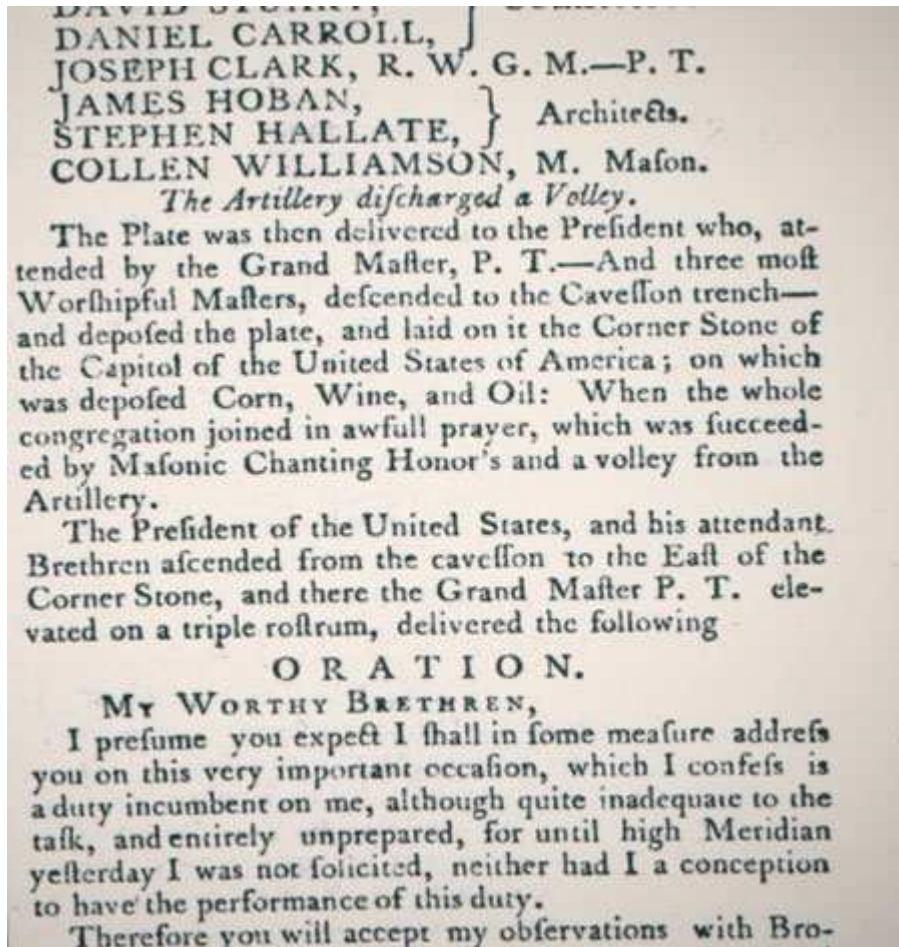 DAVID STUART,
DANIEL CARROLL,
JOSEPH CLARK, R. W. G. M.—P. T.
JAMES HOBAN,
STEPHEN HALLATE, } Architects.
COLLEN WILLIAMSON, M. Maſon.
The Artillery diſcharged a Volley.
The Plate was then delivered to the Preſident who, at-
tended by the Grand Maſter, P. T.—And three moſt
Worſhipful Maſters, deſcended to the Caveſſon trench—
and depoſed the plate, and laid on it the Corner Stone of
the Capitol of the United States of America; on which
was depoſed Corn, Wine, and Oil: When the whole
congregation joined in awfull prayer, which was ſucceed-
ed by Maſonic Chanting Honor's and a volley from the
Artillery.
The Preſident of the United States, and his attendant
Brethren aſcended from the caveſſon to the Eaſt of the
Corner Stone, and there the Grand Maſter P. T. ele-
vated on a triple roſtrum, delivered the following
ORATION.
MY WORTHY BRETHREN,
I preſume you expect I ſhall in ſome meaſure addreſs
you on this very important occaſion, which I confeſs is
a duty incumbent on me, although quite inadequate to the
taſk, and entirely unprepared, for until high Meridian
yeſterday I was not ſolicited, neither had I a conception
to have the performance of this duty.
Therefore you will accept my obſervations with Bro-